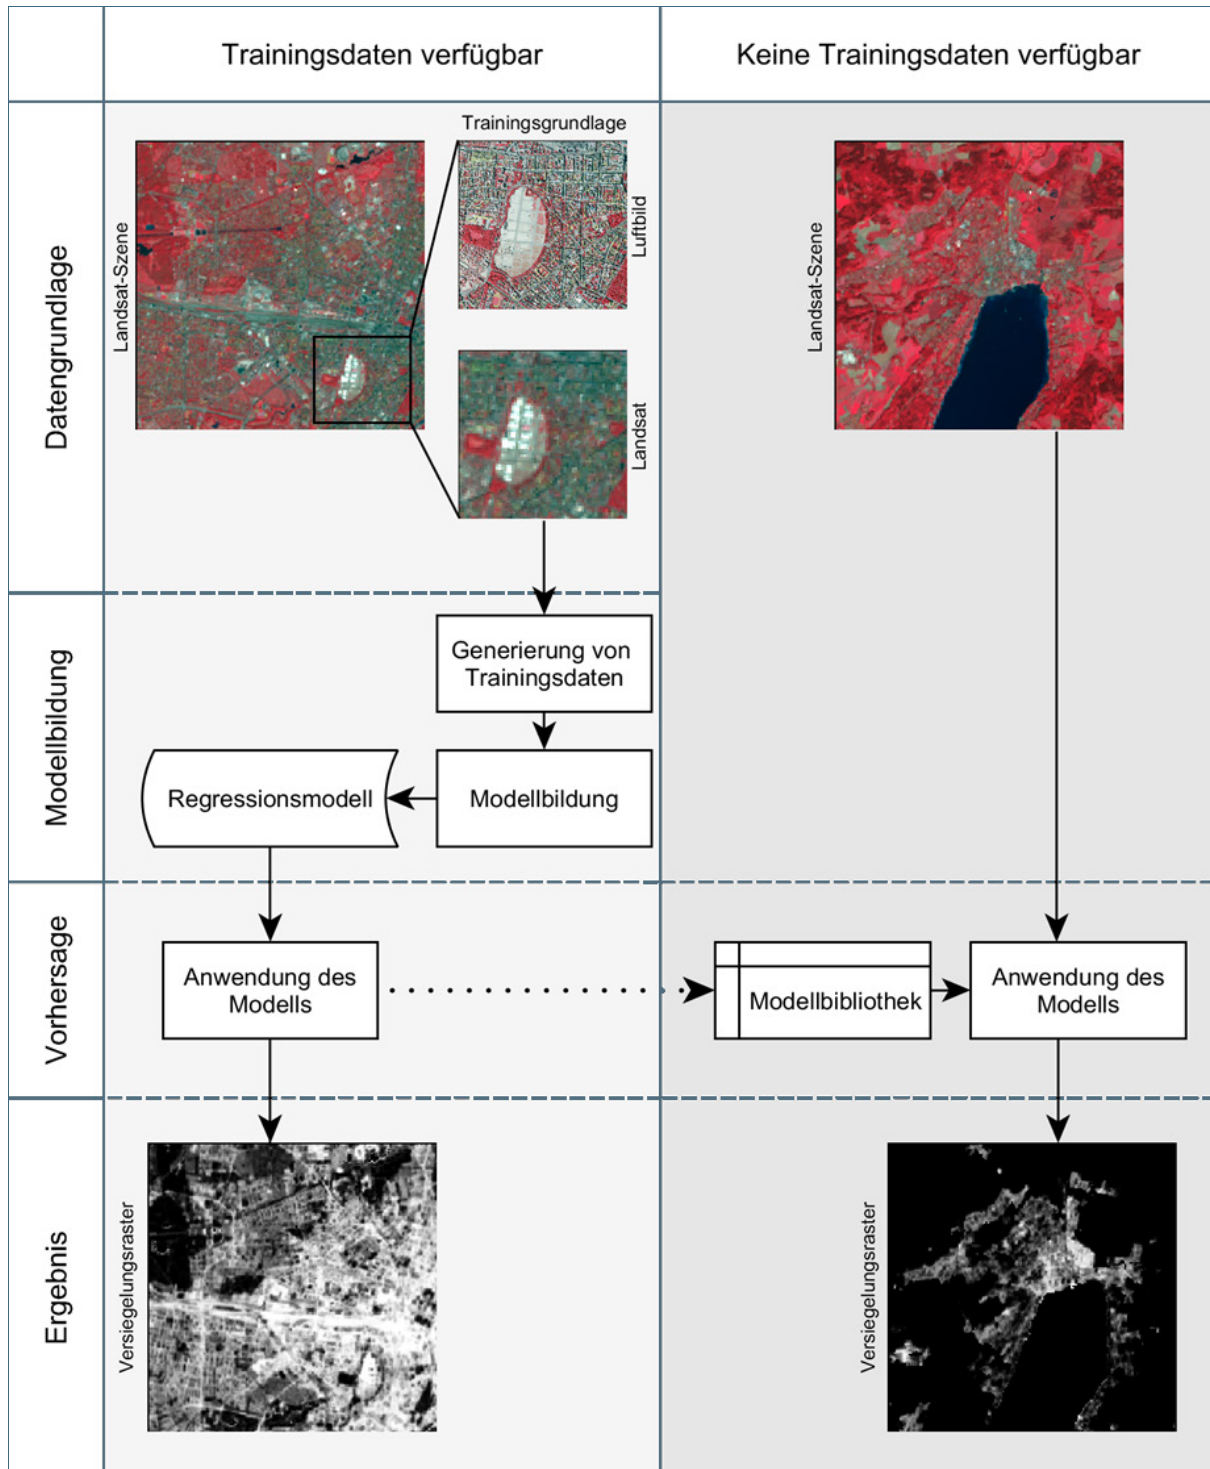 Trainingsdaten verfügbar
Keine Trainingsdaten verfügbar
Datengrundlage
Landsat-Szene
Trainingsgrundlage
Luftbild
Landsat
Landsat-Szene
Modellbildung
Generierung von
Trainingsdaten
Regressionsmodell
Modellbildung
Vorhersage
Anwendung des
Modells
Modellbibliothek
Anwendung des
Modells
Ergebnis
Versiegelungsraster
Versiegelungsraster